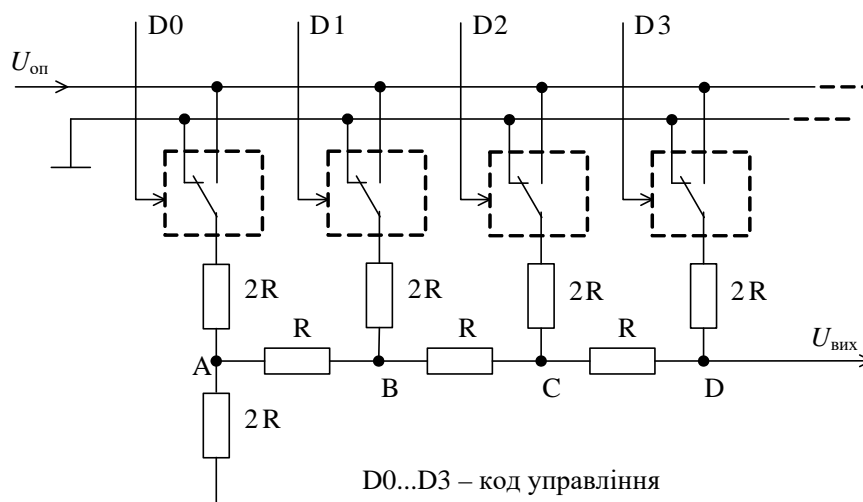 D0 D1 D2 D3
Uоп
2R 2R 2R 2R
R R R
Uвих
A B C D
2R
D0...D3 – код управління